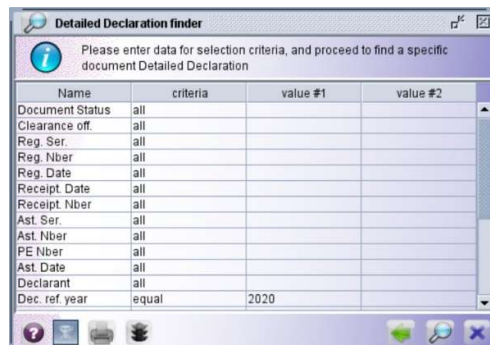 Detailed Declaration finder
Please enter data for selection criteria, and proceed to find a specific
document Detailed Declaration
Name criteria value #1 value #2
Document Status all
Clearance off. all
Reg. Ser. all
Reg. Nber all
Reg. Date all
Receipt. Date all
Receipt. Nber all
Ast. Ser. all
Ast. Nber all
PE Nber all
Ast. Date all
Declarant all
Dec. ref. year equal 2020